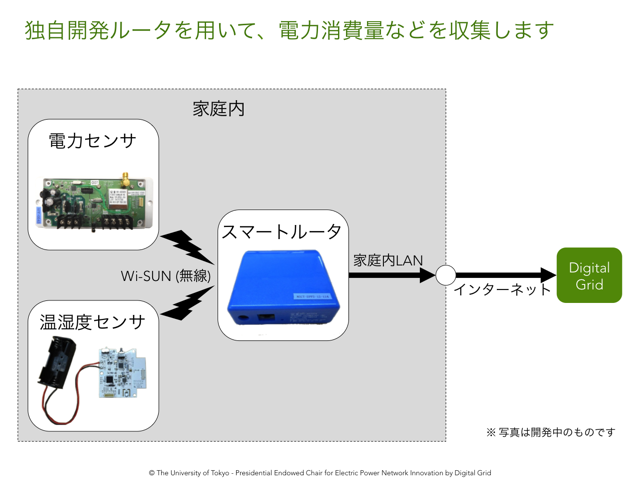 独自開発ルータを用いて、電力消費量などを収集します
家庭内
電力センサ
スマートルータ
家庭内LAN
Digital
Grid
Wi-SUN (無線)
インターネット
温湿度センサ
※ 写真は開発中のものです
© The University of Tokyo - Presidential Endowed Chair for Electric Power Network Innovation by Digital Grid